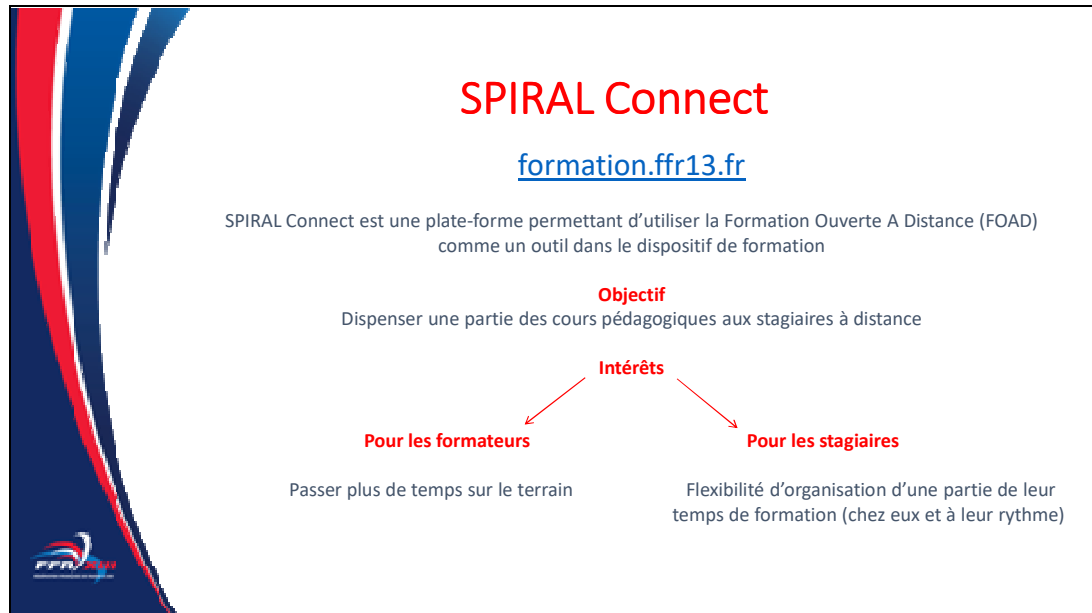 SPIRAL Connect
formation.ffr13.fr
SPIRAL Connect est une plate-forme permettant d’utiliser la Formation Ouverte A Distance (FOAD)
comme un outil dans le dispositif de formation
Objectif
Dispenser une partie des cours pédagogiques aux stagiaires à distance
Intérêts
Pour les formateurs
Pour les stagiaires
Passer plus de temps sur le terrain
Flexibilité d’organisation d’une partie de leur
temps de formation (chez eux et à leur rythme)
FFR XIII